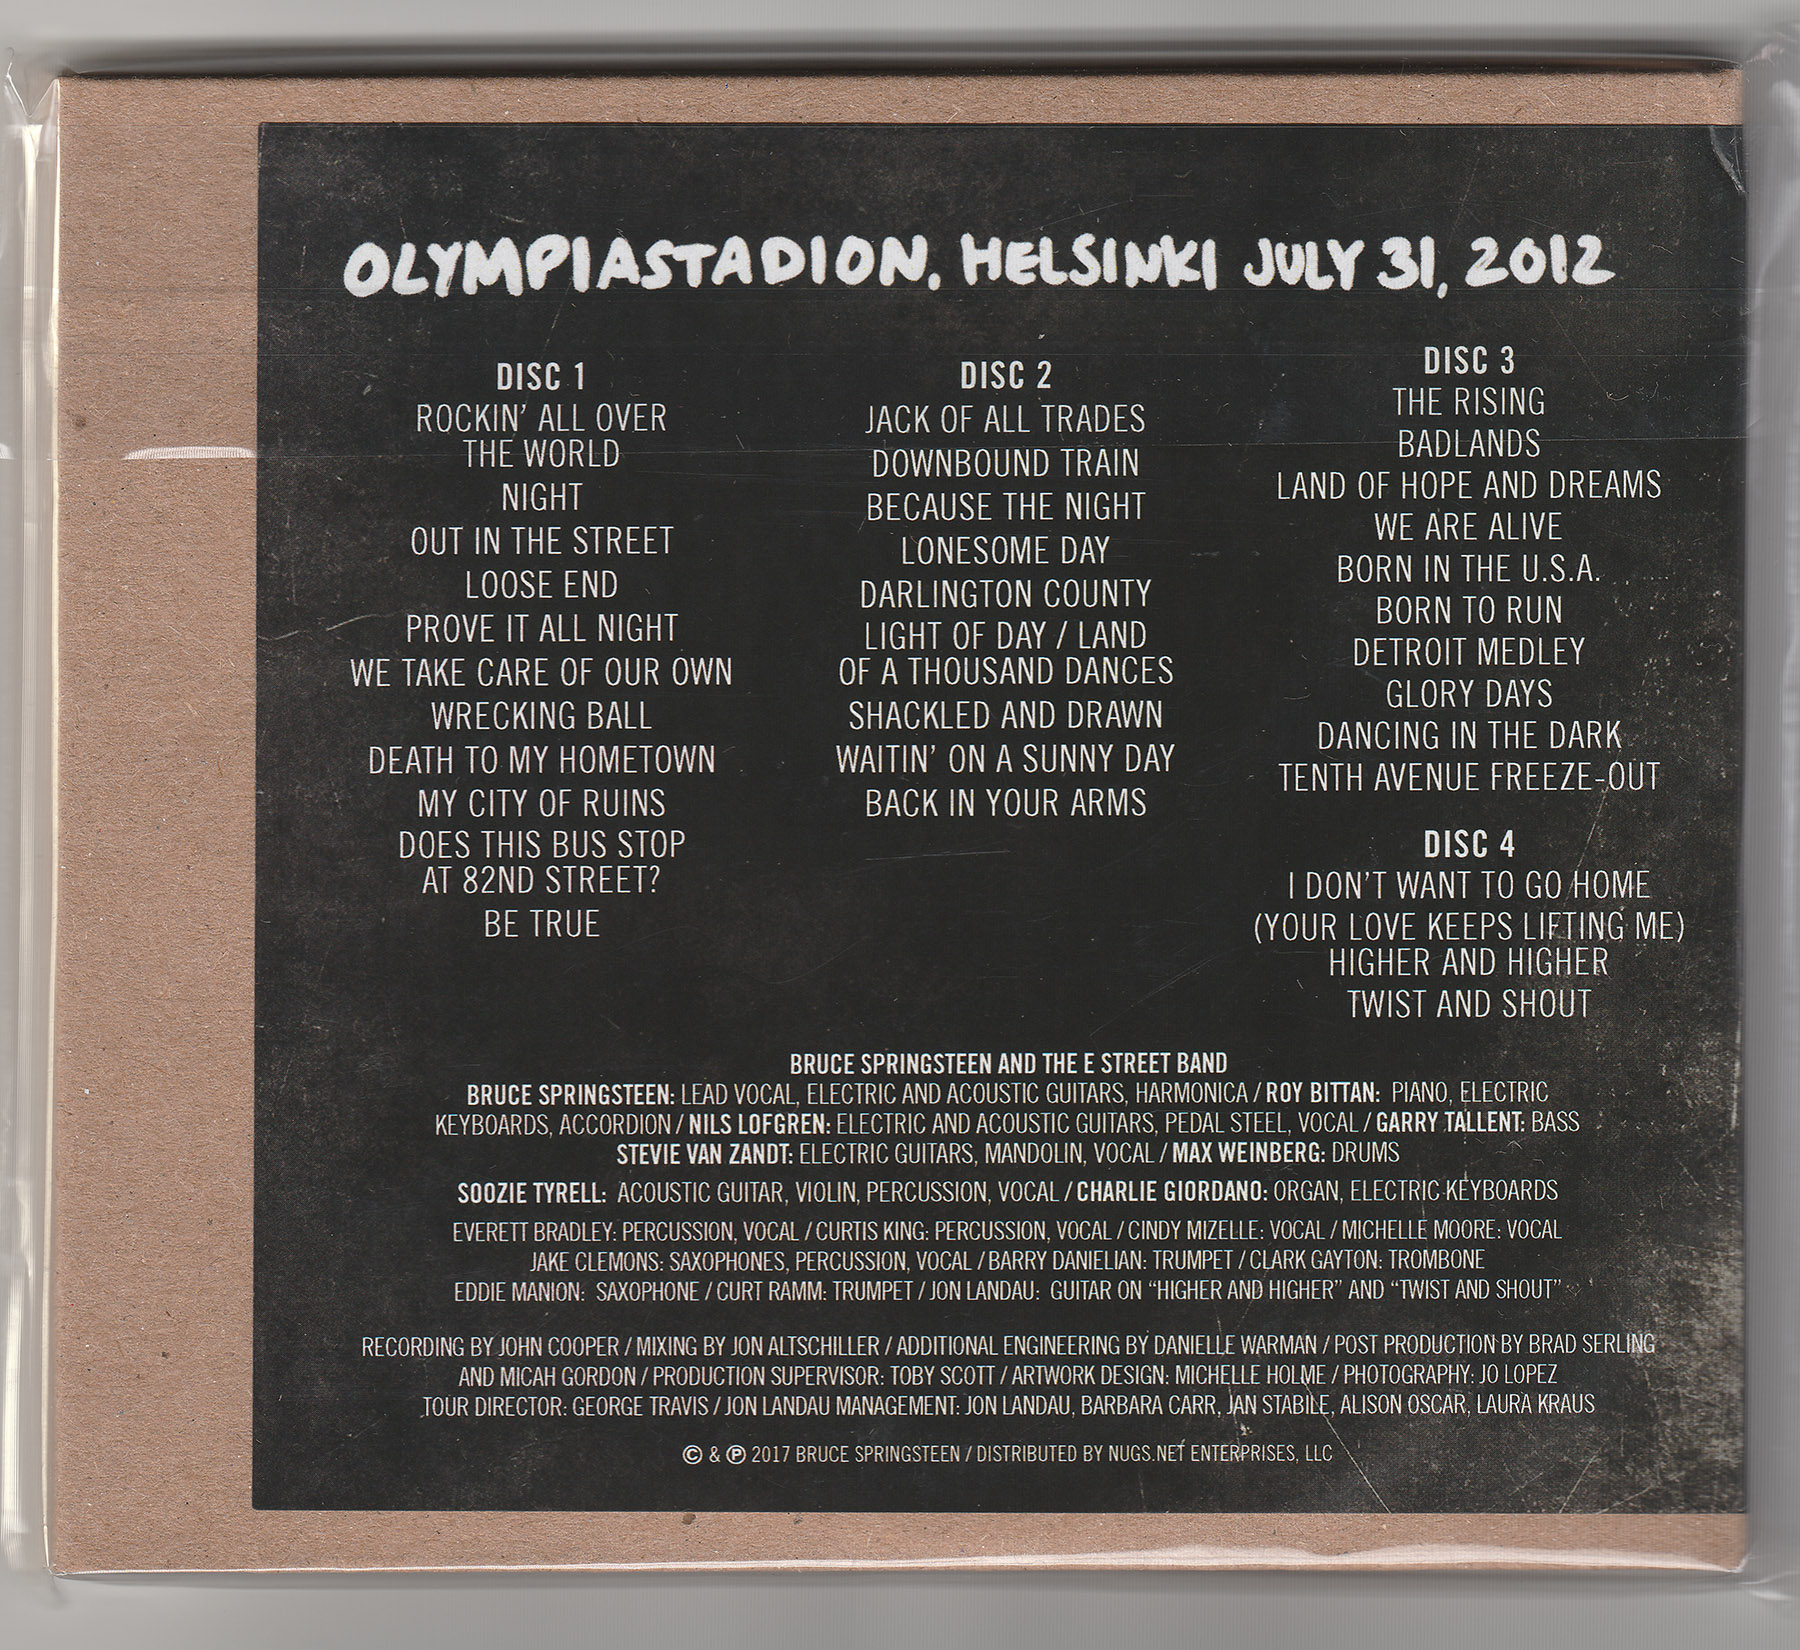 OLYMPIASTADION, HELSINKI JULY 31, 2012
DISC 1
ROCKIN' ALL OVER
THE WORLD
NIGHT
OUT IN THE STREET
LOOSE END
PROVE IT ALL NIGHT
WE TAKE CARE OF OUR OWN
WRECKING BALL
DEATH TO MY HOMETOWN
MY CITY OF RUINS
DOES THIS BUS STOP
AT 82ND STREET?
BE TRUE
DISC 2
JACK OF ALL TRADES
DOWNBOUND TRAIN
BECAUSE THE NIGHT
LONESOME DAY
DARLINGTON COUNTY
LIGHT OF DAY / LAND
OF A THOUSAND DANCES
SHACKLED AND DRAWN
WAITIN' ON A SUNNY DAY
BACK IN YOUR ARMS
DISC 3
THE RISING
BADLANDS
LAND OF HOPE AND DREAMS
WE ARE ALIVE
BORN IN THE U.S.A.
BORN TO RUN
DETROIT MEDLEY
GLORY DAYS
DANCING IN THE DARK
TENTH AVENUE FREEZE-OUT
DISC 4
I DON'T WANT TO GO HOME
(YOUR LOVE KEEPS LIFTING ME)
HIGHER AND HIGHER
TWIST AND SHOUT
BRUCE SPRINGSTEEN AND THE E STREET BAND
BRUCE SPRINGSTEEN: LEAD VOCAL, ELECTRIC AND ACOUSTIC GUITARS, HARMONICA / ROY BITTAN: PIANO, ELECTRIC
KEYBOARDS, ACCORDION / NILS LOFGREN: ELECTRIC AND ACOUSTIC GUITARS, PEDAL STEEL, VOCAL / GARRY TALLENT: BASS
STEVIE VAN ZANDT: ELECTRIC GUITARS, MANDOLIN, VOCAL / MAX WEINBERG: DRUMS
SOOZIE TYRELL: ACOUSTIC GUITAR, VIOLIN, PERCUSSION, VOCAL / CHARLIE GIORDANO: ORGAN, ELECTRIC KEYBOARDS
EVERETT BRADLEY: PERCUSSION, VOCAL / CURTIS KING: PERCUSSION, VOCAL / CINDY MIZELLE: VOCAL / MICHELLE MOORE: VOCAL
JAKE CLEMONS: SAXOPHONES, PERCUSSION, VOCAL / BARRY DANIELIAN: TRUMPET / CLARK GAYTON: TROMBONE
EDDIE MANION: SAXOPHONE / CURT RAMM: TRUMPET / JON LANDAU: GUITAR ON "HIGHER AND HIGHER" AND "TWIST AND SHOUT"
RECORDING BY JOHN COOPER / MIXING BY JON ALTSCHILLER / ADDITIONAL ENGINEERING BY DANIELLE WARMAN / POST PRODUCTION BY BRAD SERLING
AND MICAH GORDON / PRODUCTION SUPERVISOR: TOBY SCOTT / ARTWORK DESIGN: MICHELLE HOLME / PHOTOGRAPHY: JO LOPEZ
TOUR DIRECTOR: GEORGE TRAVIS / JON LANDAU MANAGEMENT: JON LANDAU, BARBARA CARR, JAN STABILE, ALISON OSCAR, LAURA KRAUS
© & ℗ 2017 BRUCE SPRINGSTEEN / DISTRIBUTED BY NUGS.NET ENTERPRISES, LLC